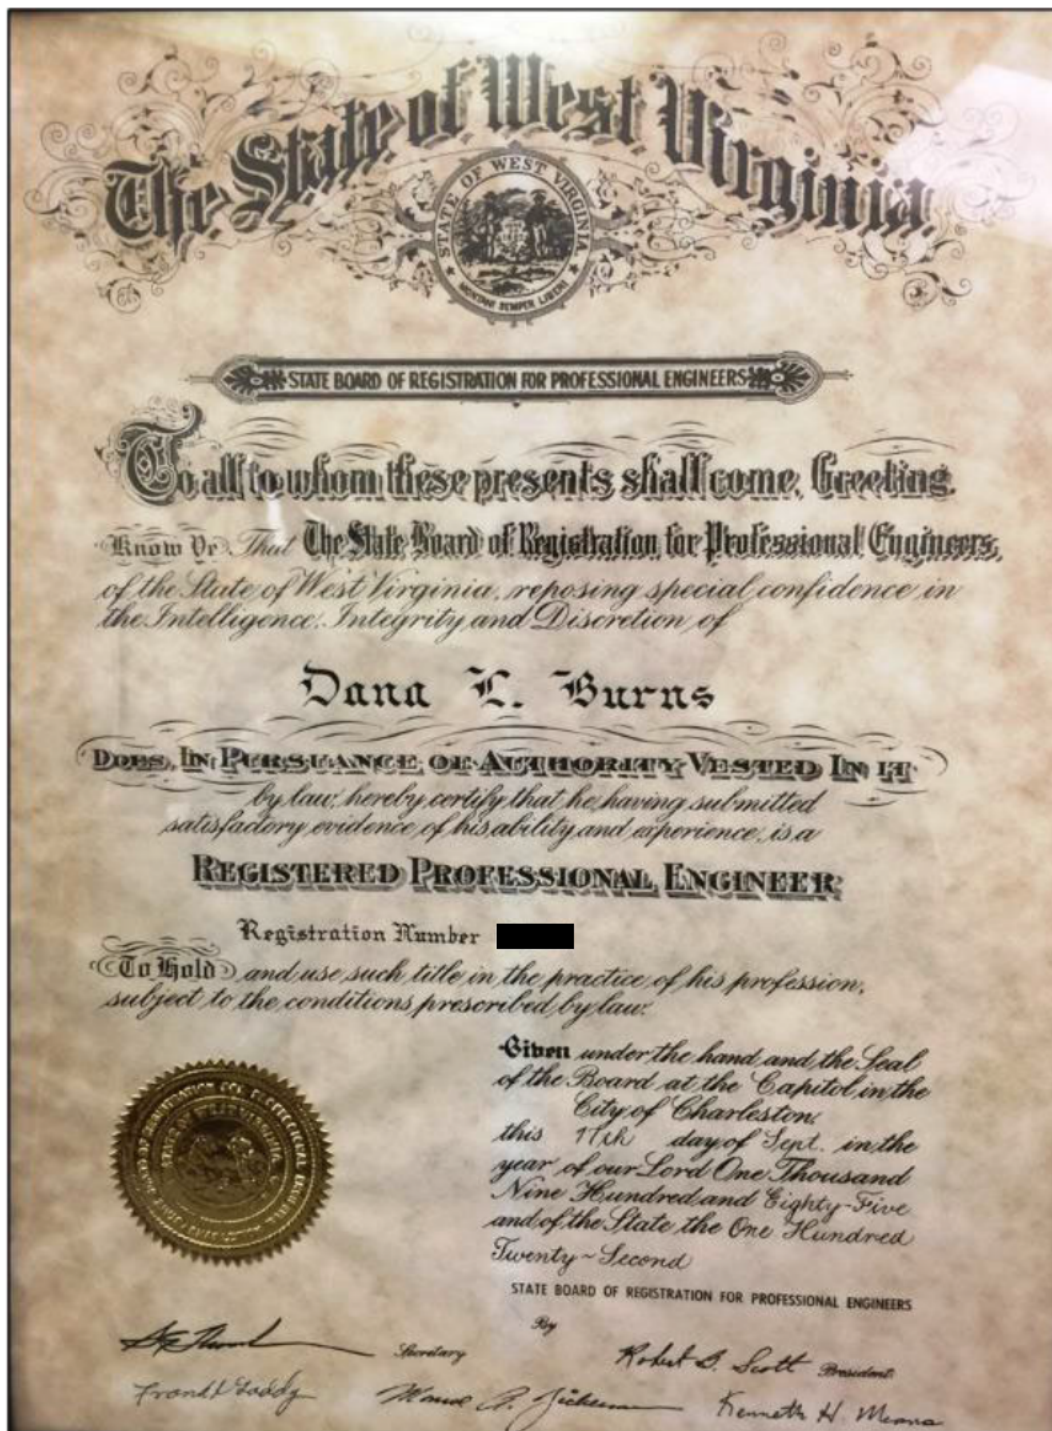 The State of West Virginia
STATE OF WEST VIRGINIA
MONTANI SEMPER LIBERI
STATE BOARD OF REGISTRATION FOR PROFESSIONAL ENGINEERS
To all to whom these presents shall come, Greeting.
Know Ye That The State Board of Registration for Professional Engineers,
of the State of West Virginia, reposing special confidence in
the Intelligence, Integrity and Discretion of
Dana L. Burns
DOES, IN PURSUANCE OF AUTHORITY VESTED IN IT
by law, hereby certify that he, having submitted
satisfactory evidence of his ability and experience, is a
REGISTERED PROFESSIONAL ENGINEER
Registration Number
To Hold and use such title in the practice of his profession,
subject to the conditions prescribed by law.
Given under the hand and the Seal
of the Board at the Capitol in the
City of Charleston,
this 17th day of Sept. in the
year of our Lord One Thousand
Nine Hundred and Eighty-Five
and of the State the One Hundred
Twenty-Second
STATE BOARD OF REGISTRATION FOR PROFESSIONAL ENGINEERS
By
Secretary
Robert B. Scott President
Kenneth H. Means